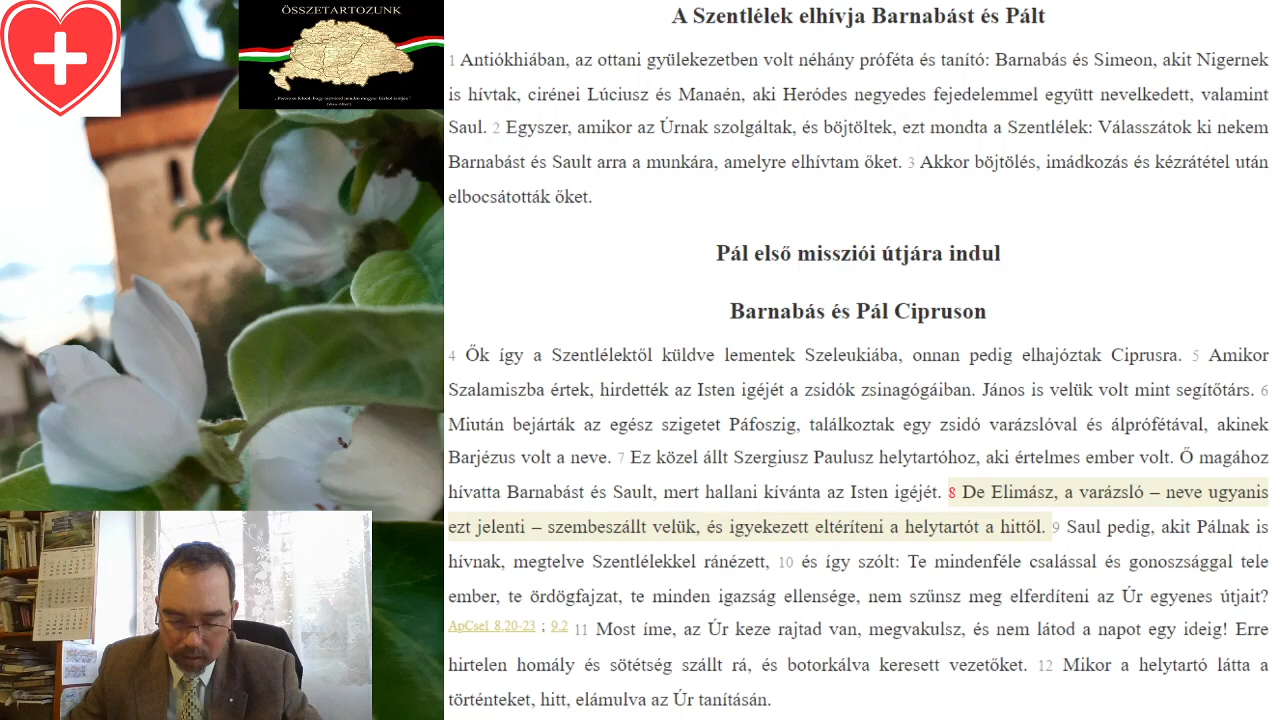 ÖSSZETARTOZUNK
A Szentlélek elhívja Barnabást és Pált
1 Antiókhiában, az ottani gyülekezetben volt néhány próféta és tanító: Barnabás és Simeon, akit Nigernek
is hívtak, cirénei Lúciusz és Manaén, aki Heródes negyedes fejedelemmel együtt nevelkedett, valamint
Saul. 2 Egyszer, amikor az Úrnak szolgáltak, és böjtöltek, ezt mondta a Szentlélek: Válasszátok ki nekem
Barnabást és Sault arra a munkára, amelyre elhívtam őket. 3 Akkor böjtölés, imádkozás és kézrátétel után
elbocsátották őket.
Pál első missziói útjára indul
Barnabás és Pál Cipruson
4 Ők így a Szentlélektől küldve lementek Szeleukiába, onnan pedig elhajóztak Ciprusra. 5 Amikor
Szalamiszba értek, hirdették az Isten igéjét a zsidók zsinagógáiban. János is velük volt mint segítőtárs. 6
Miután bejárták az egész szigetet Páfoszig, találkoztak egy zsidó varázslóval és álprófétával, akinek
Barjézus volt a neve. 7 Ez közel állt Szergiusz Paulusz helytartóhoz, aki értelmes ember volt. Ő magához
hívatta Barnabást és Sault, mert hallani kívánta az Isten igéjét. 8 De Elimász, a varázsló – neve ugyanis
ezt jelenti – szembeszállt velük, és igyekezett eltéríteni a helytartót a hittől. 9 Saul pedig, akit Pálnak is
hívnak, megtelve Szentlélekkel ránézett, 10 és így szólt: Te mindenféle csalással és gonoszsággal tele
ember, te ördögfajzat, te minden igazság ellensége, nem szűnsz meg elferdíteni az Úr egyenes útjait?
ApCsel 8,20-23 ; 9,2 11 Most íme, az Úr keze rajtad van, megvakulsz, és nem látod a napot egy ideig! Erre
hirtelen homály és sötétség szállt rá, és botorkálva keresett vezetőket. 12 Mikor a helytartó látta a
történteket, hitt, elámulva az Úr tanításán.